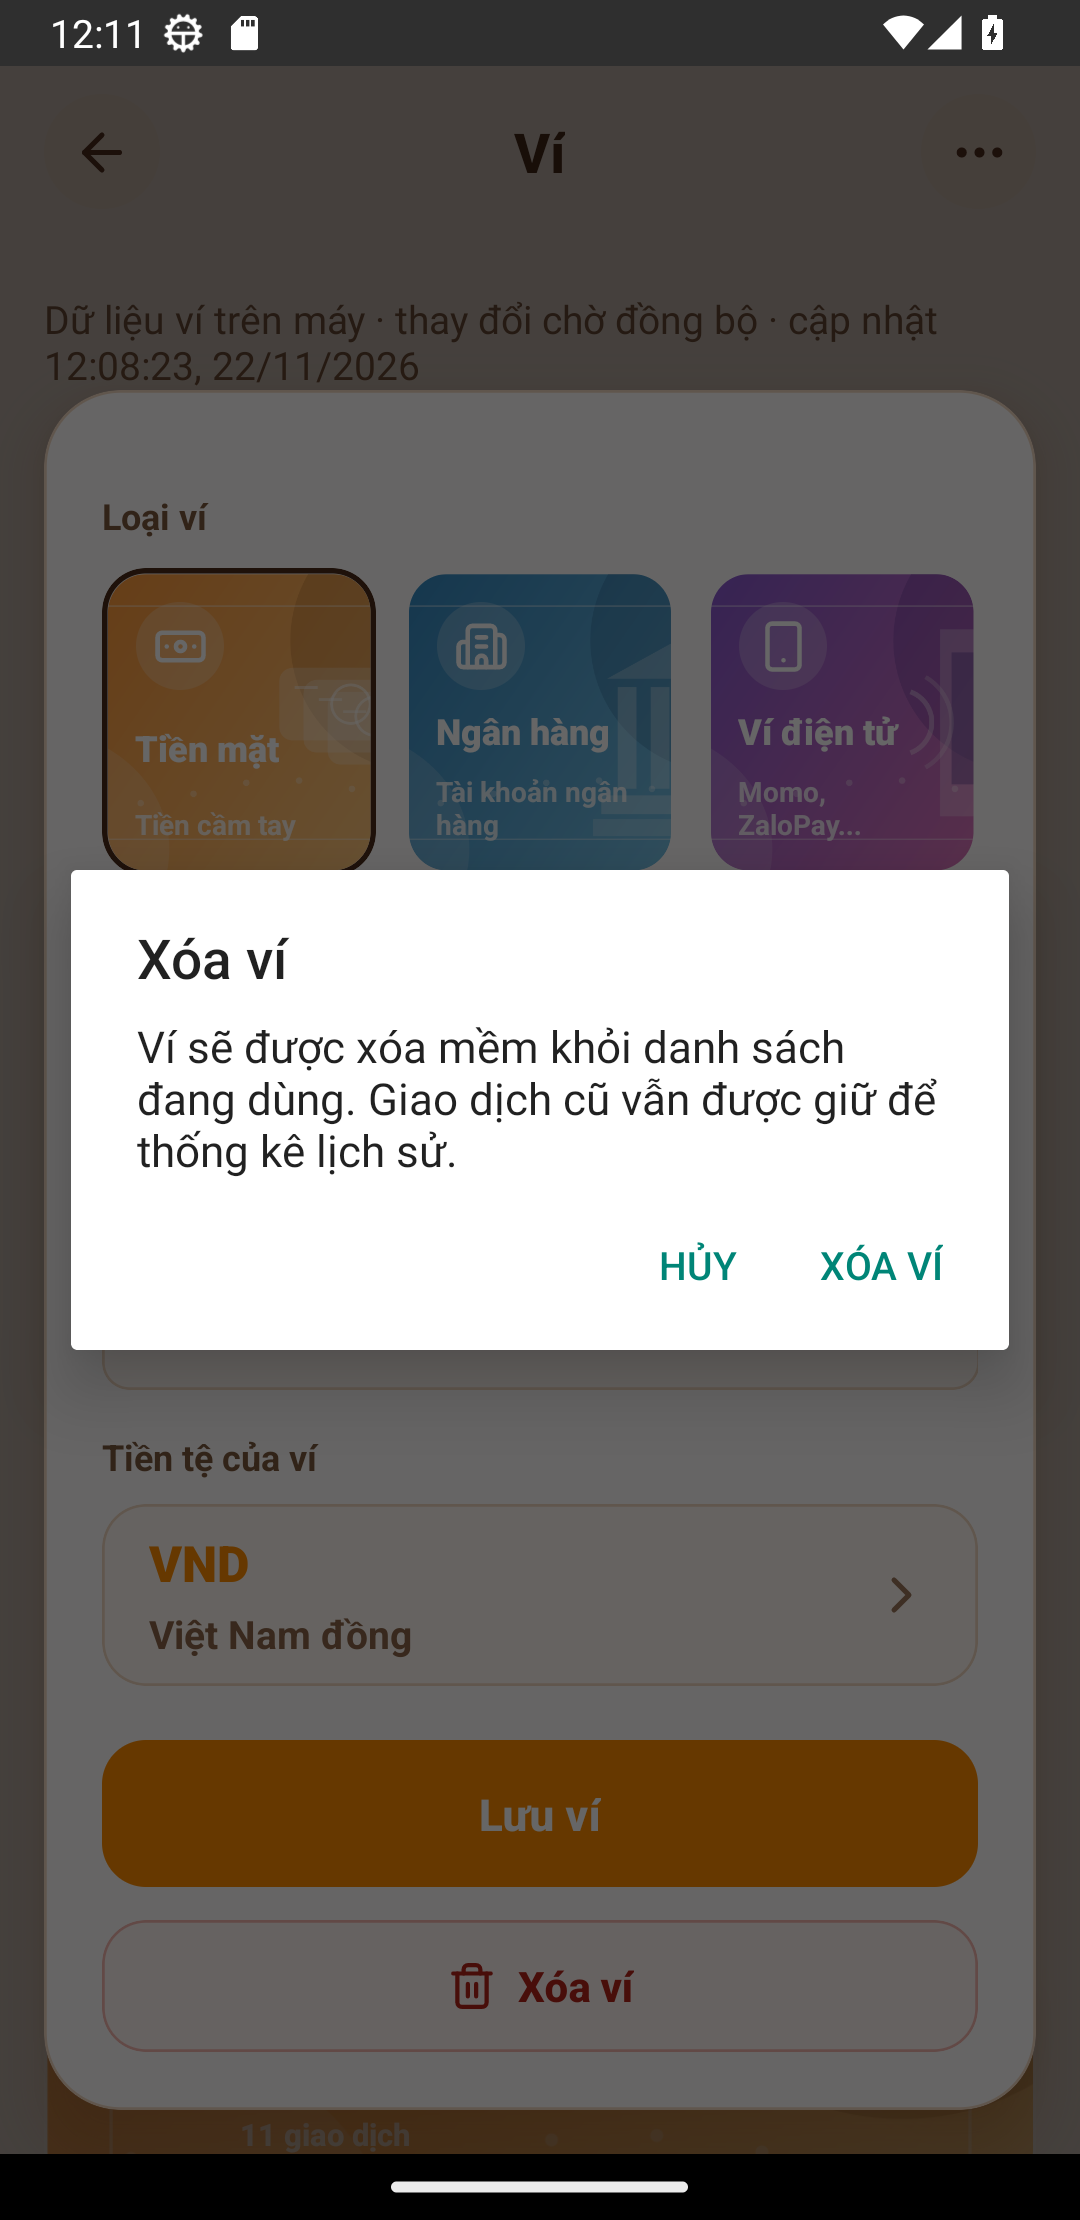 12:11
Ví
Dữ liệu ví trên máy · thay đổi chờ đồng bộ · cập nhật
12:08:23, 22/11/2026
Loại ví
Tiền mặt
Tiền cầm tay
Ngân hàng
Tài khoản ngân
hàng
Ví điện tử
Momo,
ZaloPay...
Xóa ví
Ví sẽ được xóa mềm khỏi danh sách
đang dùng. Giao dịch cũ vẫn được giữ để
thống kê lịch sử.
HỦY
XÓA VÍ
Tiền tệ của ví
VND
Việt Nam đồng
Lưu ví
Xóa ví
11 giao dịch